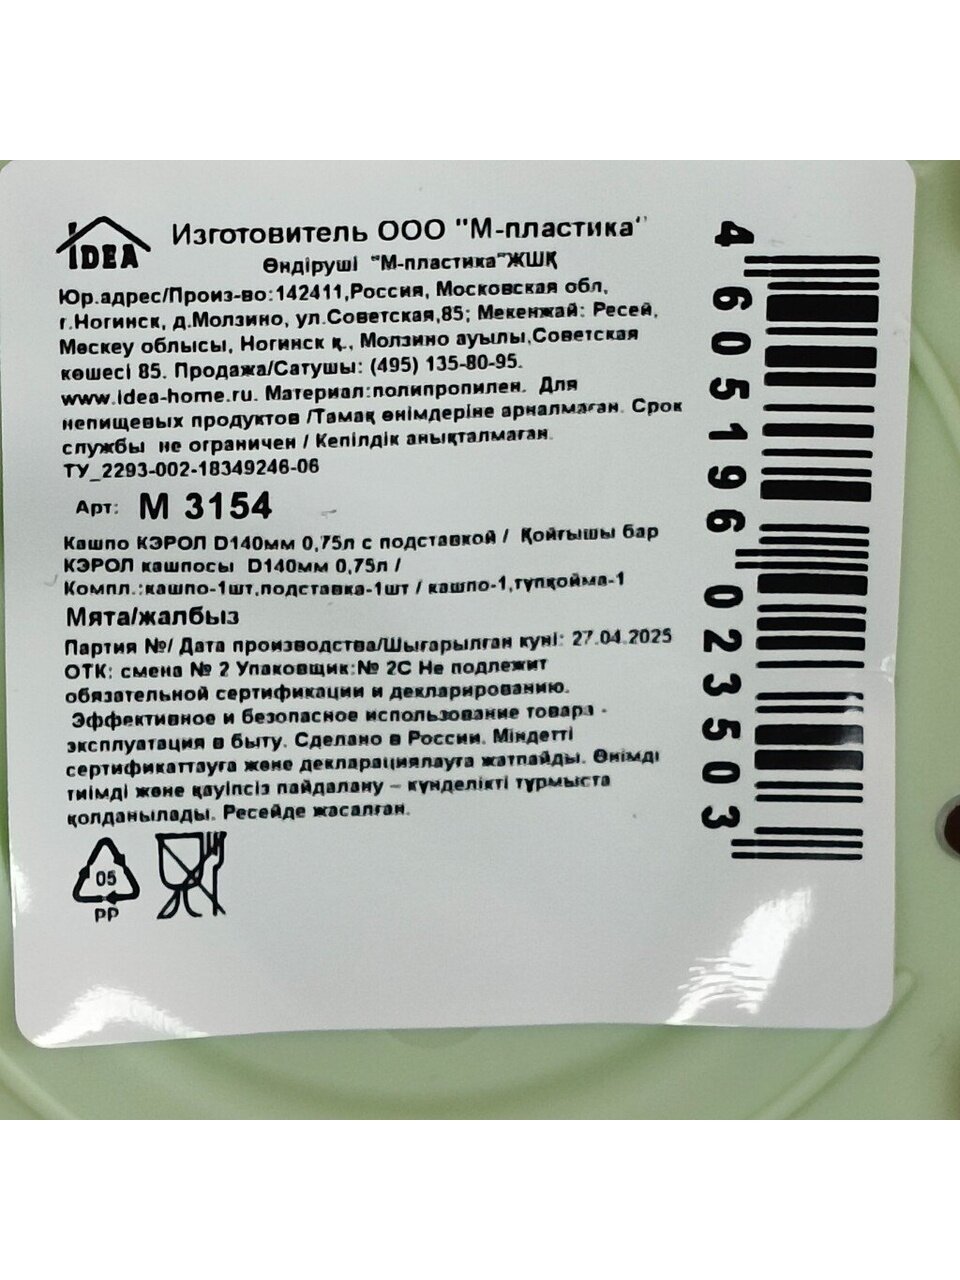 IDEA
Изготовитель ООО "М-пластика"
Өндіруші "М-пластика"ЖШҚ
Юр.адрес/Произ-во:142411,Россия, Московская обл,
г.Ногинск, д.Молзино, ул.Советская,85; Мекенжай: Ресей,
Мәскеу облысы, Ногинск қ., Молзино ауылы,Советская
көшесі 85. Продажа/Сатушы: (495) 135-80-95.
www.idea-home.ru. Материал:полипропилен. Для
непищевых продуктов /Тамақ өнімдеріне арналмаған. Срок
службы не ограничен / Кепілдік анықталмаған.
ТУ_2293-002-18349246-06
Арт: М 3154
Кашпо КЭРОЛ D140мм 0,75л с подставкой / Қойғышы бар
КЭРОЛ кашпосы D140мм 0,75л /
Компл.:кашпо-1шт,подставка-1шт / кашпо-1,түпқойма-1
Мята/жалбыз
Партия №/ Дата производства/Шығарылған күні: 27.04.2025
ОТК: смена № 2 Упаковщик:№ 2С Не подлежит
обязательной сертификации и декларированию.
Эффективное и безопасное использование товара -
эксплуатация в быту. Сделано в России. Міндетті
сертификаттауға және декларациялауға жатпайды. Өнімді
тиімді және қауіпсіз пайдалану – күнделікті тұрмыста
қолданылады. Ресейде жасалған.
05
PP
4 605196 023503